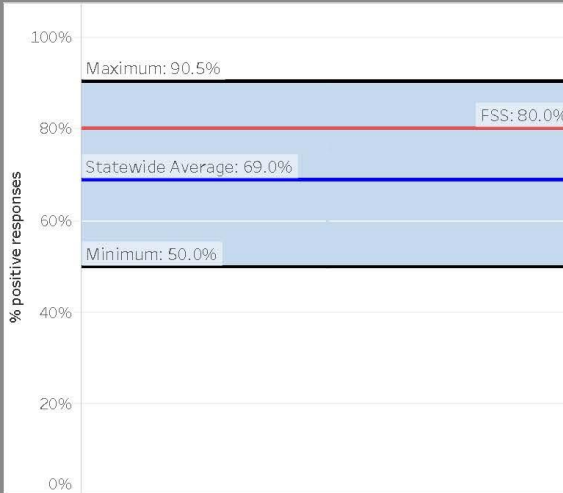 100%
Maximum: 90.5%
FSS: 80.0%
80%
Statewide Average: 69.0%
60%
Minimum: 50.0%
40%
20%
0%
% positive responses